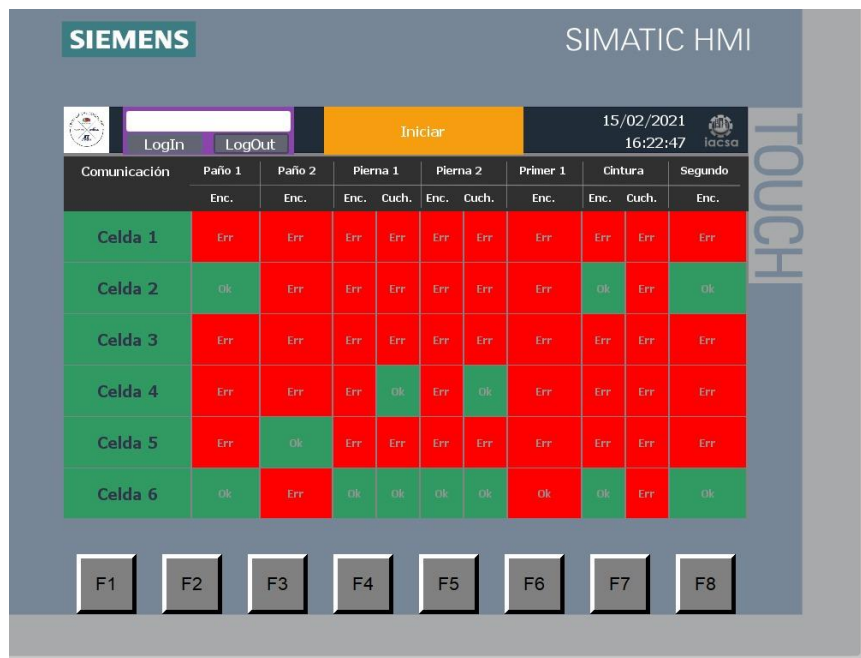 SIEMENS
SIMATIC HMI
TOUCH
LogIn LogOut
Iniciar
15/02/2021
16:22:47
iacsa
Comunicación Paño 1 Paño 2 Pierna 1 Pierna 2 Primer 1 Cintura Segundo
Enc. Enc. Enc. Cuch. Enc. Cuch. Enc. Enc. Cuch. Enc.
Celda 1 Err Err Err Err Err Err Err Err Err Err
Celda 2 Ok Err Err Err Err Err Err Ok Err Ok
Celda 3 Err Err Err Err Err Err Err Err Err Err
Celda 4 Err Err Err Ok Err Ok Err Err Err Err
Celda 5 Err Ok Err Err Err Err Err Err Err Err
Celda 6 Ok Err Ok Ok Ok Ok Ok Ok Err Ok
F1 F2 F3 F4 F5 F6 F7 F8